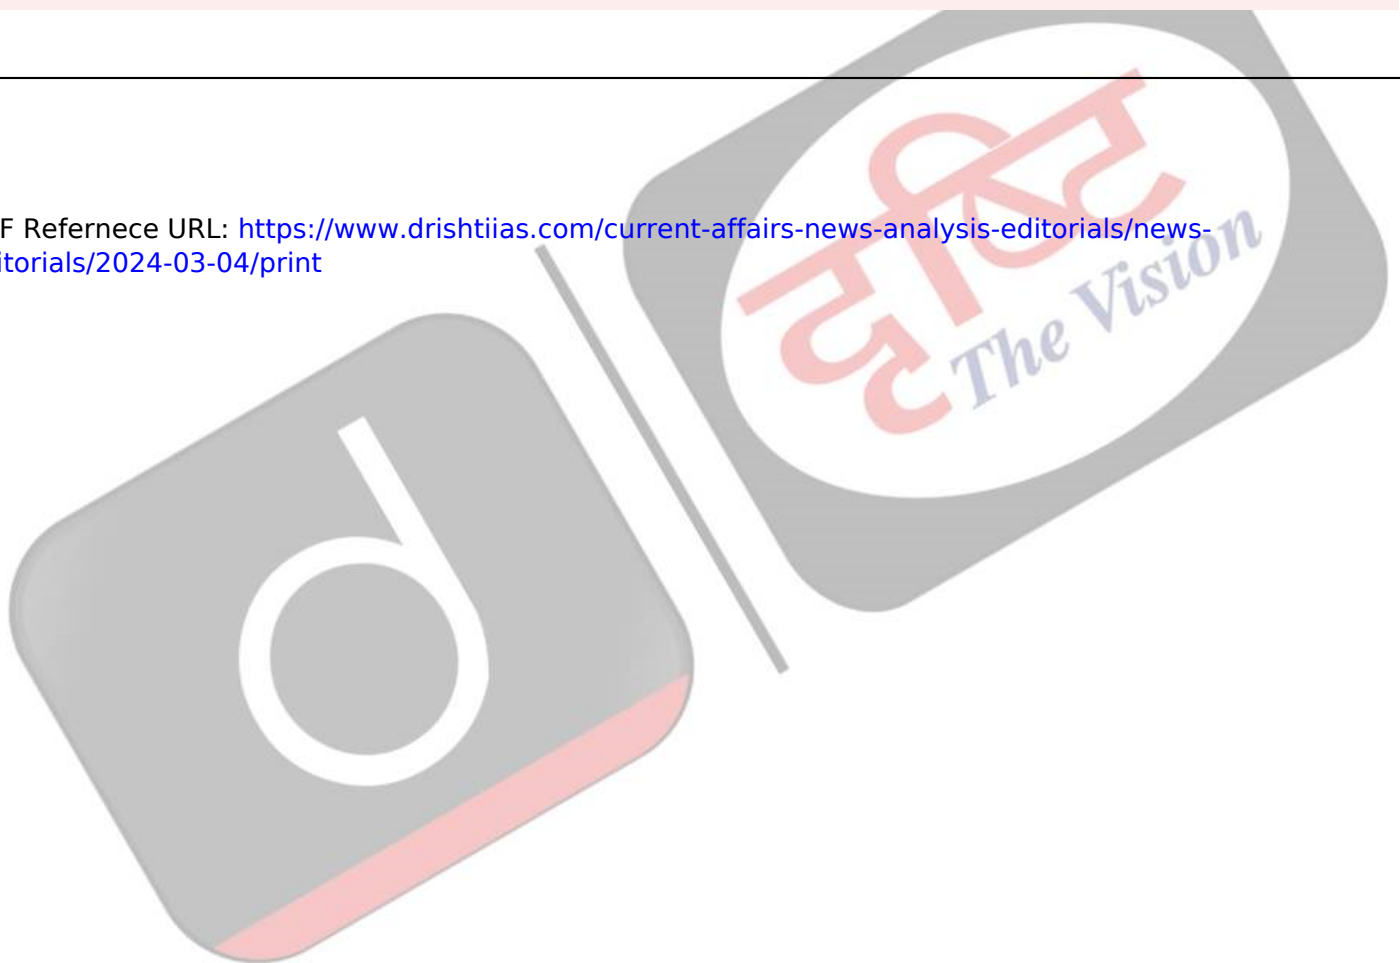 F Refernece URL: https://www.drishtiias.com/current-affairs-news-analysis-editorials/news-
itorials/2024-03-04/print
दृष्टि
The Vision
d